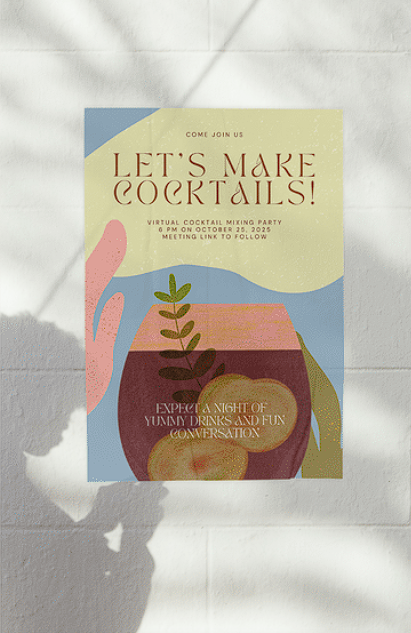 COME JOIN US
LET'S MAKE
COCKTAILS!
VIRTUAL COCKTAIL MIXING PARTY
6 PM ON OCTOBER 25, 2025
MEETING LINK TO FOLLOW
EXPECT A NIGHT OF
YUMMY DRINKS AND FUN
CONVERSATION